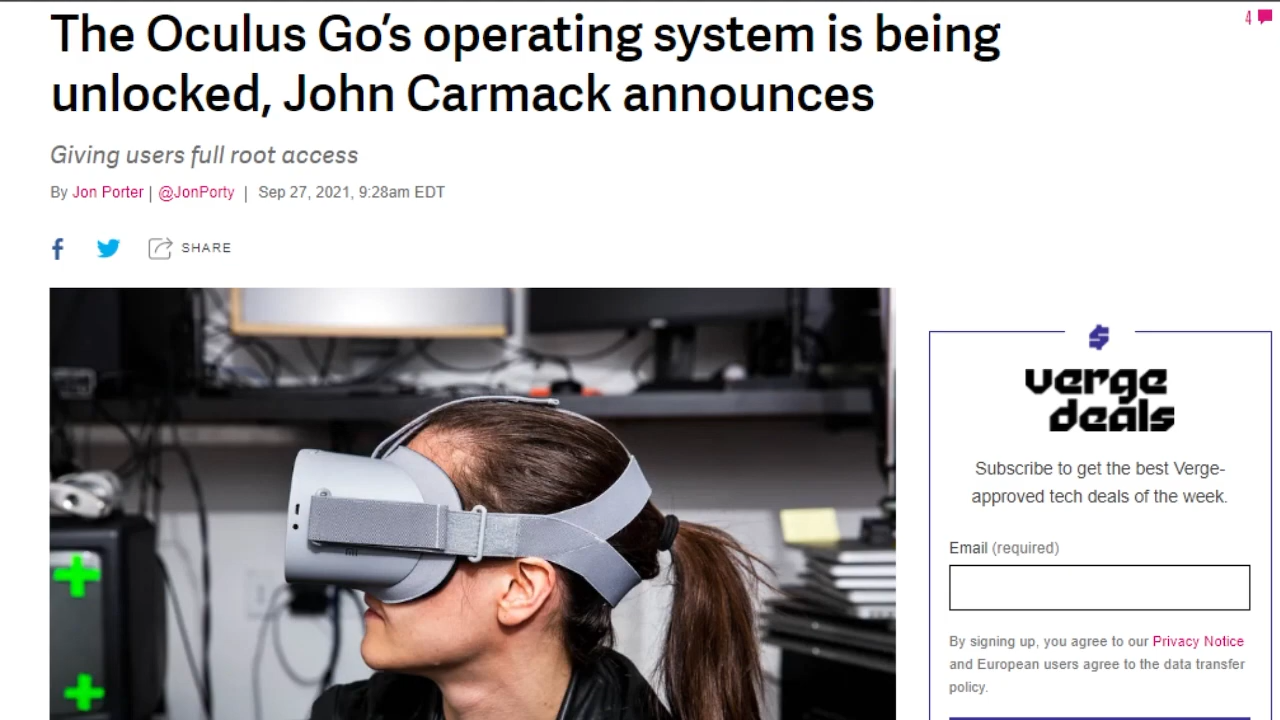 4
The Oculus Go’s operating system is being
unlocked, John Carmack announces
Giving users full root access
By Jon Porter | @JonPorty | Sep 27, 2021, 9:28am EDT
SHARE
verge
deals
Subscribe to get the best Verge-
approved tech deals of the week.
Email (required)
By signing up, you agree to our Privacy Notice
and European users agree to the data transfer
policy.